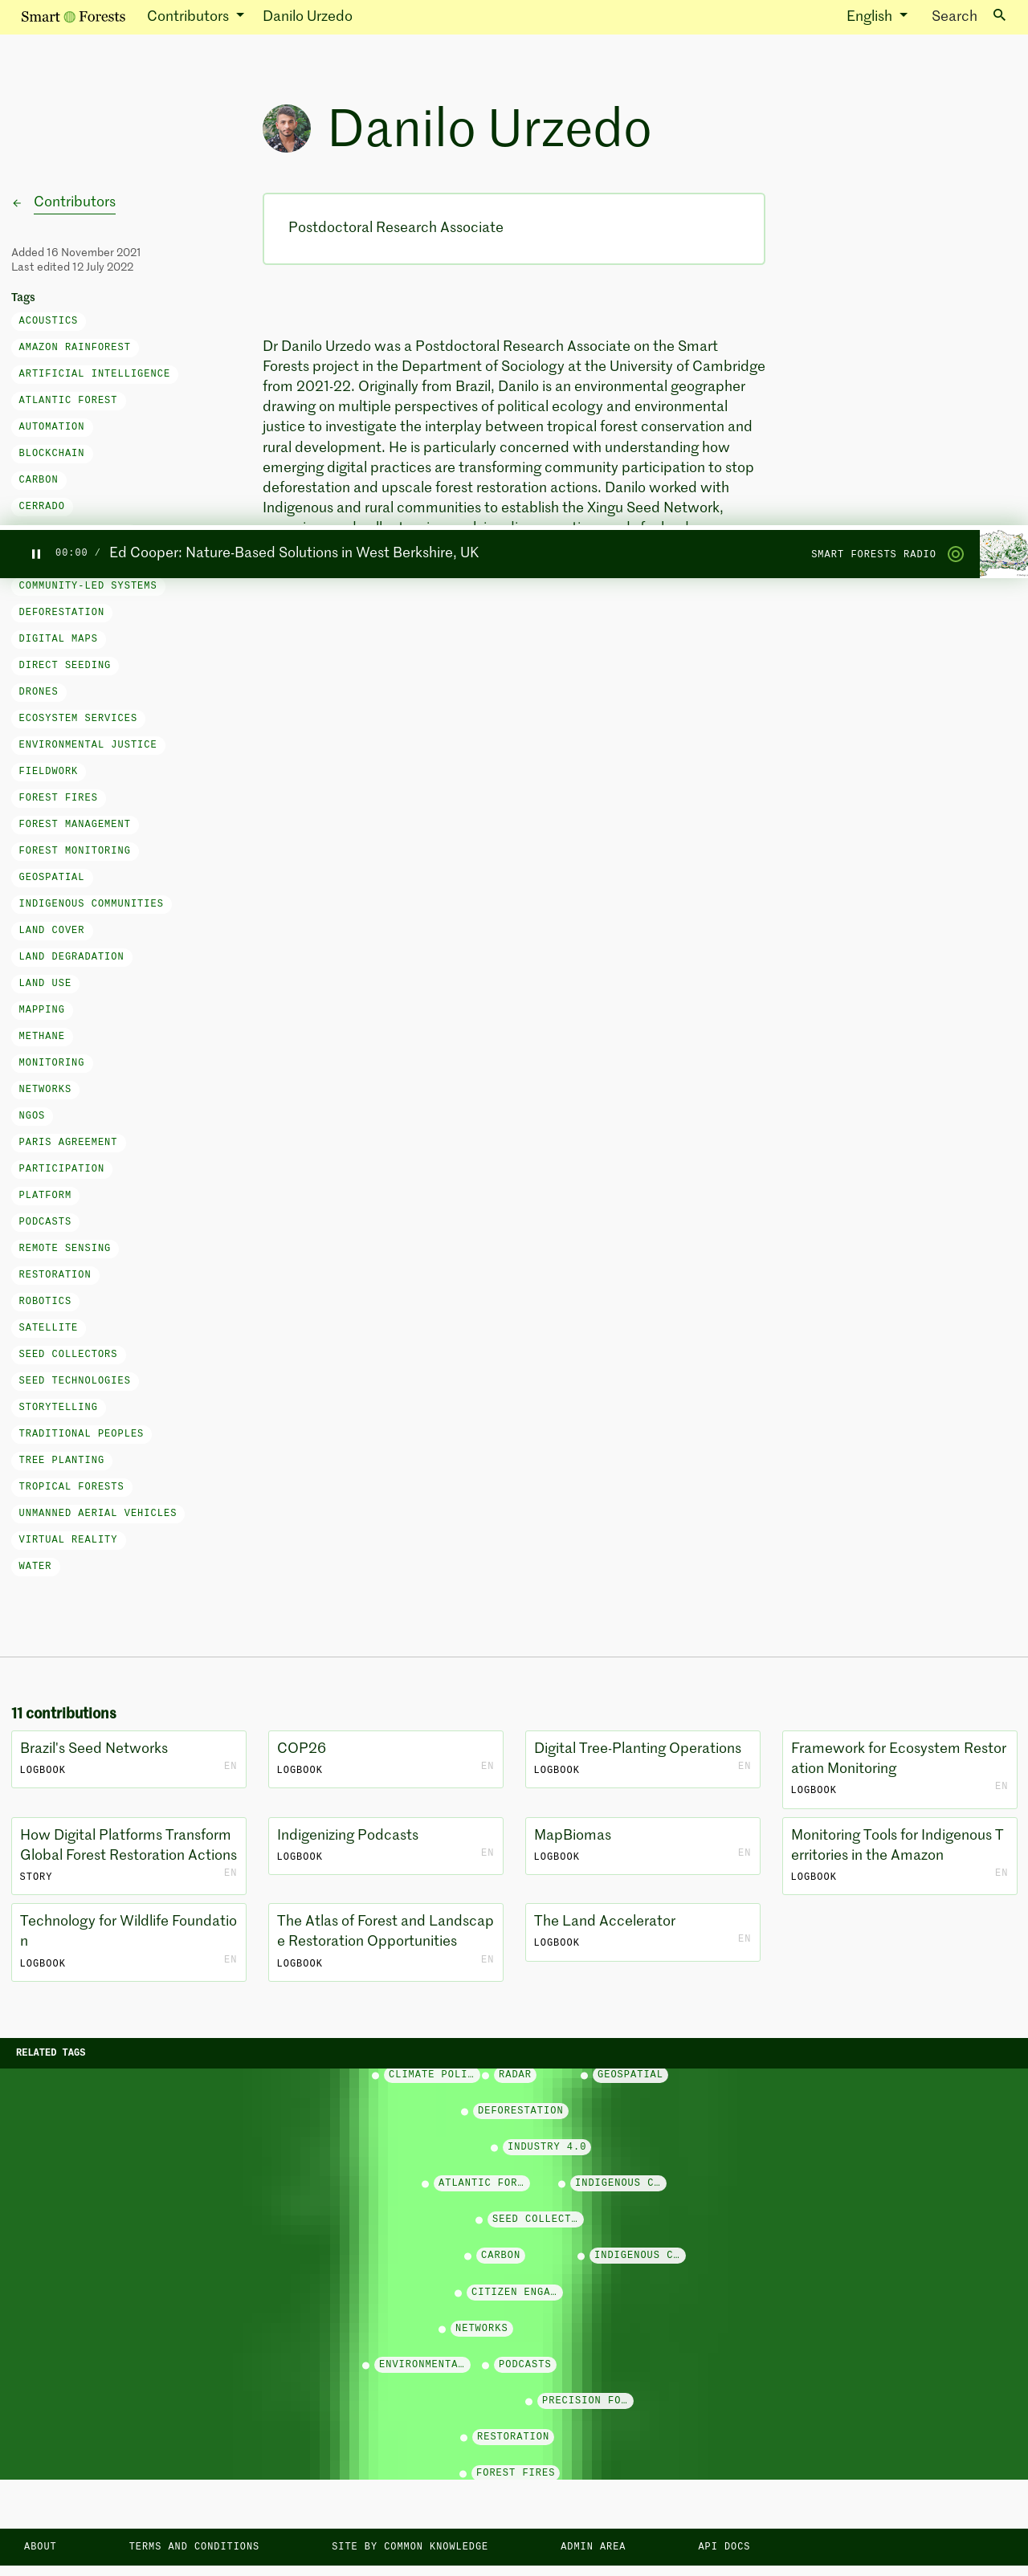 Smart Forests Contributors Danilo Urzedo English Search
Danilo Urzedo
Contributors
Postdoctoral Research Associate
Added 16 November 2021
Last edited 12 July 2022
Tags
ACOUSTICS
AMAZON RAINFOREST
ARTIFICIAL INTELLIGENCE
ATLANTIC FOREST
AUTOMATION
BLOCKCHAIN
CARBON
CERRADO
Dr Danilo Urzedo was a Postdoctoral Research Associate on the Smart
Forests project in the Department of Sociology at the University of Cambridge
from 2021-22. Originally from Brazil, Danilo is an environmental geographer
drawing on multiple perspectives of political ecology and environmental
justice to investigate the interplay between tropical forest conservation and
rural development. He is particularly concerned with understanding how
emerging digital practices are transforming community participation to stop
deforestation and upscale forest restoration actions. Danilo worked with
Indigenous and rural communities to establish the Xingu Seed Network,
00:00 / Ed Cooper: Nature-Based Solutions in West Berkshire, UK SMART FORESTS RADIO
COMMUNITY-LED SYSTEMS
DEFORESTATION
DIGITAL MAPS
DIRECT SEEDING
DRONES
ECOSYSTEM SERVICES
ENVIRONMENTAL JUSTICE
FIELDWORK
FOREST FIRES
FOREST MANAGEMENT
FOREST MONITORING
GEOSPATIAL
INDIGENOUS COMMUNITIES
LAND COVER
LAND DEGRADATION
LAND USE
MAPPING
METHANE
MONITORING
NETWORKS
NGOS
PARIS AGREEMENT
PARTICIPATION
PLATFORM
PODCASTS
REMOTE SENSING
RESTORATION
ROBOTICS
SATELLITE
SEED COLLECTORS
SEED TECHNOLOGIES
STORYTELLING
TRADITIONAL PEOPLES
TREE PLANTING
TROPICAL FORESTS
UNMANNED AERIAL VEHICLES
VIRTUAL REALITY
WATER
11 contributions
Brazil's Seed Networks
LOGBOOK EN
COP26
LOGBOOK EN
Digital Tree-Planting Operations
LOGBOOK EN
Framework for Ecosystem Restor
ation Monitoring
LOGBOOK EN
How Digital Platforms Transform
Global Forest Restoration Actions
STORY EN
Indigenizing Podcasts
LOGBOOK EN
MapBiomas
LOGBOOK EN
Monitoring Tools for Indigenous T
erritories in the Amazon
LOGBOOK EN
Technology for Wildlife Foundatio
n
LOGBOOK EN
The Atlas of Forest and Landscap
e Restoration Opportunities
LOGBOOK EN
The Land Accelerator
LOGBOOK EN
RELATED TAGS
CLIMATE POLI… RADAR GEOSPATIAL
DEFORESTATION
INDUSTRY 4.0
ATLANTIC FOR… INDIGENOUS C…
SEED COLLECT…
CARBON INDIGENOUS C…
CITIZEN ENGA…
NETWORKS
ENVIRONMENTA… PODCASTS
PRECISION FO…
RESTORATION
FOREST FIRES
ABOUT TERMS AND CONDITIONS SITE BY COMMON KNOWLEDGE ADMIN AREA API DOCS